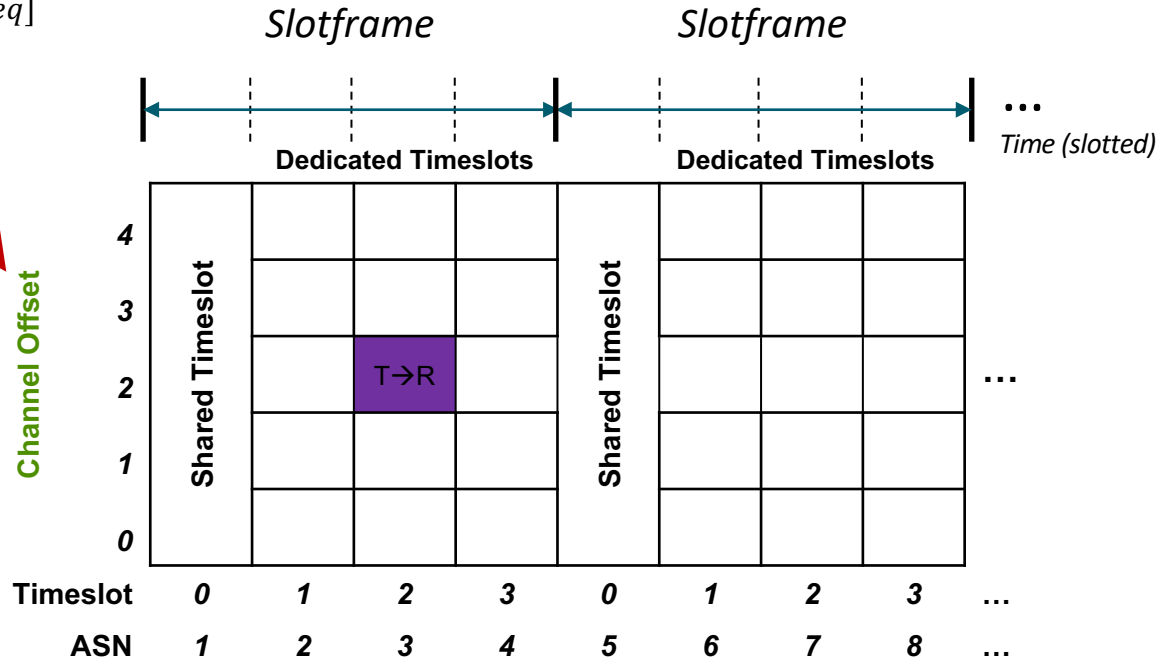 eq]
Slotframe Slotframe
...
Time (slotted)
Dedicated Timeslots Dedicated Timeslots
Channel Offset
4
3
2
1
0
Shared Timeslot
T→R
Shared Timeslot
...
Timeslot 0 1 2 3 0 1 2 3 ...
ASN 1 2 3 4 5 6 7 8 ...